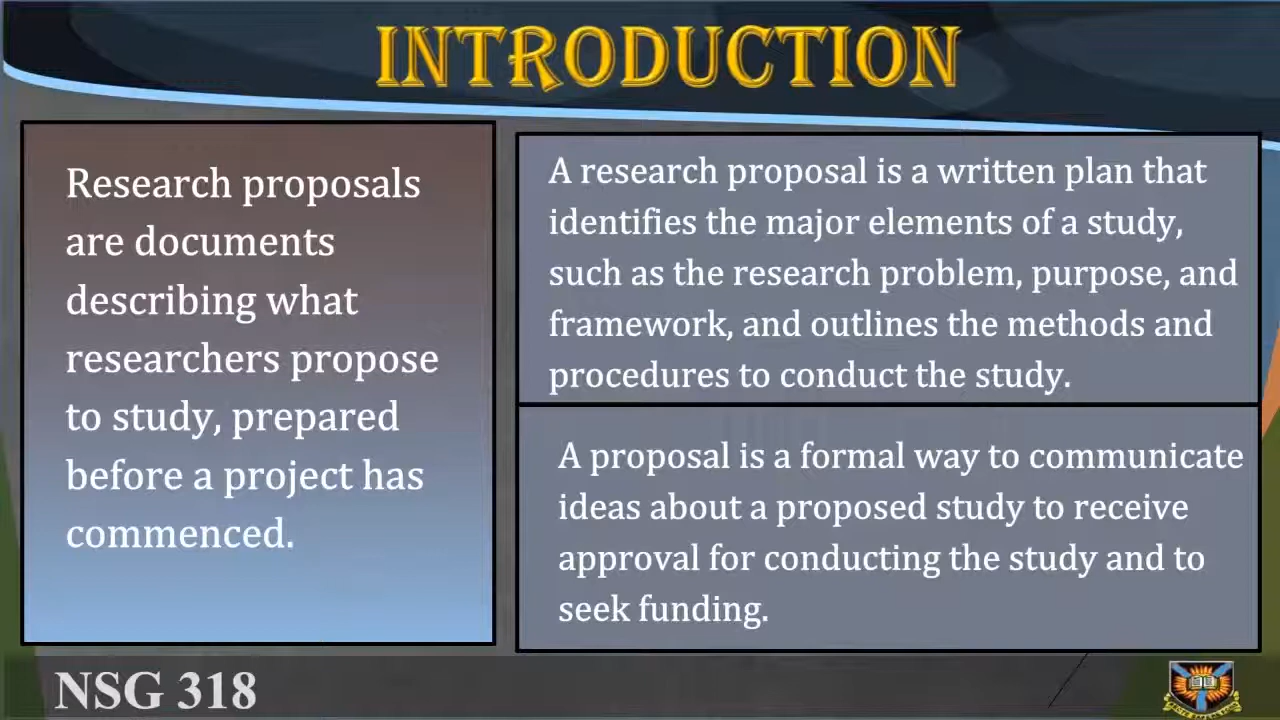 INTRODUCTION
Research proposals
are documents
describing what
researchers propose
to study, prepared
before a project has
commenced.
A research proposal is a written plan that
identifies the major elements of a study,
such as the research problem, purpose, and
framework, and outlines the methods and
procedures to conduct the study.
A proposal is a formal way to communicate
ideas about a proposed study to receive
approval for conducting the study and to
seek funding.
NSG 318